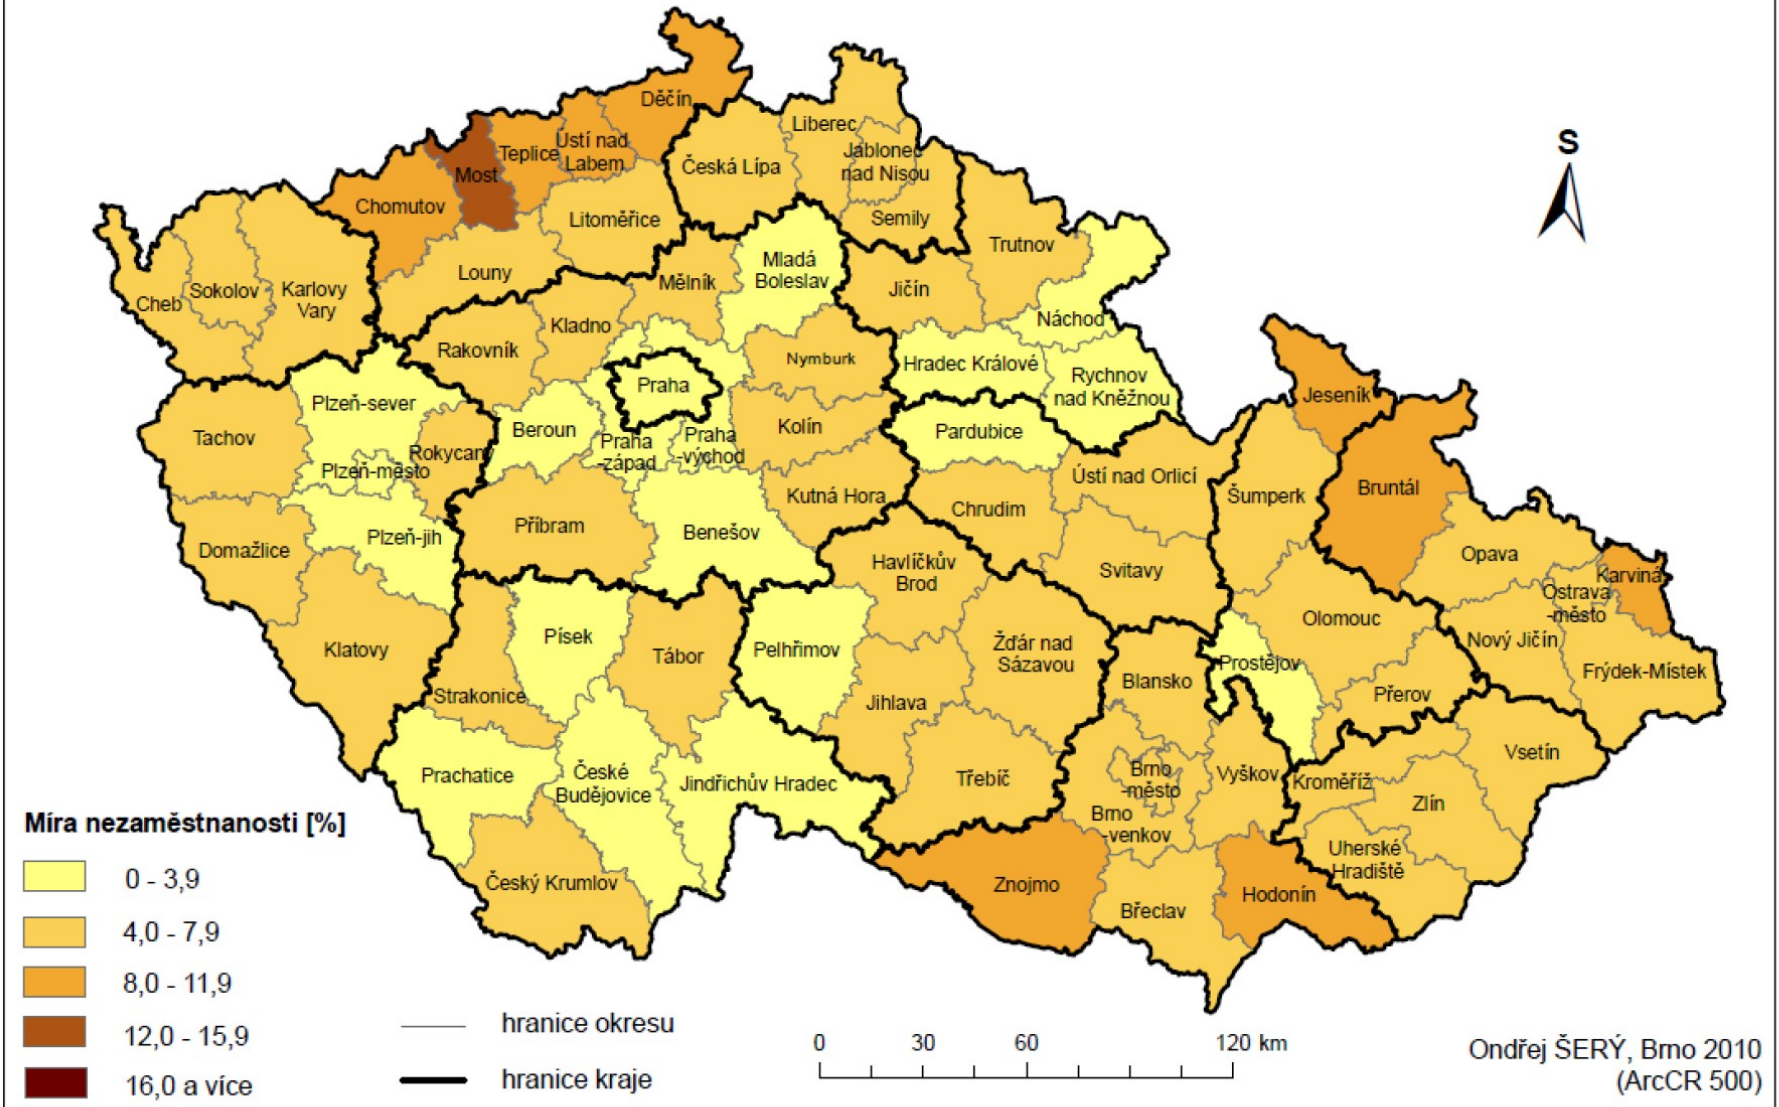 Děčín
Liberec
Ústí nad
Labem
Teplice
Jablonec
nad Nisou
Česká Lípa
Most
Chomutov
Litoměřice
Semily
Trutnov
Louny
Mladá
Boleslav
Mělník
Jičín
Cheb
Sokolov
Karlovy
Vary
Kladno
Náchod
Rakovník
Nymburk
Hradec Králové
Praha
Rychnov
nad Kněžnou
Jeseník
Plzeň-sever
Beroun
Kolín
Pardubice
Tachov
Rokycany
Praha
-západ
Praha
-východ
Plzeň-město
Ústí nad Orlicí
Šumperk
Bruntál
Kutná Hora
Chrudim
Příbram
Benešov
Plzeň-jih
Domažlice
Opava
Havlíčkův
Brod
Svitavy
Karviná
Ostrava
-město
Olomouc
Písek
Nový Jičín
Klatovy
Tábor
Pelhřimov
Žďár nad
Sázavou
Prostějov
Frýdek-Místek
Blansko
Přerov
Strakonice
Jihlava
Vsetín
Prachatice
České
Budějovice
Jindřichův Hradec
Třebíč
Brno
-město
Vyškov
Kroměříž
Zlín
Brno
-venkov
Uherské
Hradiště
Český Krumlov
Znojmo
Hodonín
Břeclav
S
Míra nezaměstnanosti [%]
0 - 3,9
4,0 - 7,9
8,0 - 11,9
12,0 - 15,9
16,0 a více
hranice okresu
hranice kraje
0 30 60 120 km
Ondřej ŠERÝ, Brno 2010
(ArcCR 500)